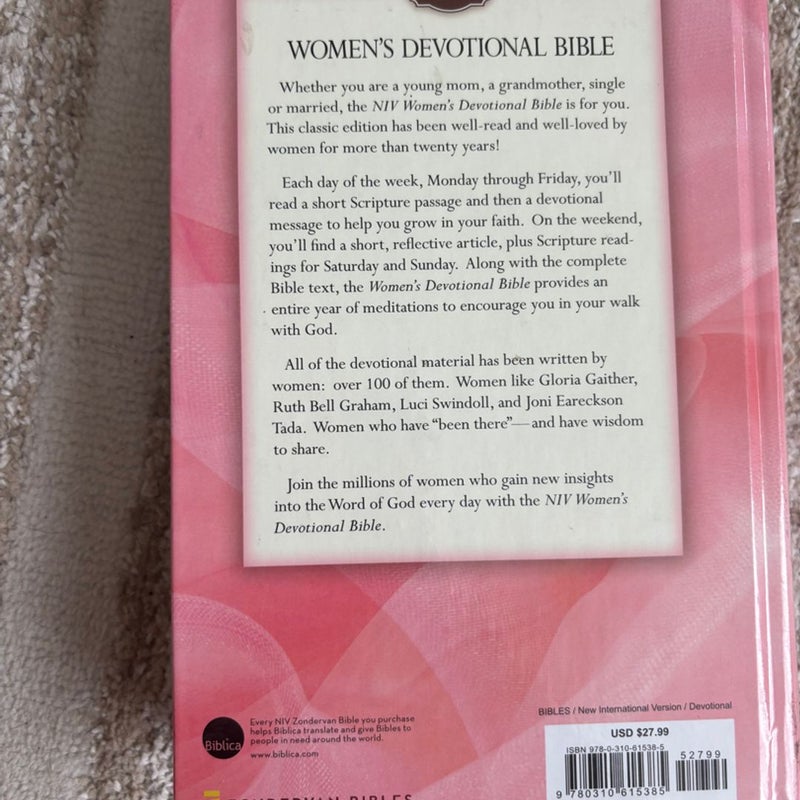 WOMEN'S DEVOTIONAL BIBLE
Whether you are a young mom, a grandmother, single
or married, the NIV Women's Devotional Bible is for you.
This classic edition has been well-read and well-loved by
women for more than twenty years!
Each day of the week, Monday through Friday, you'll
read a short Scripture passage and then a devotional
message to help you grow in your faith. On the weekend,
you'll find a short, reflective article, plus Scripture read-
ings for Saturday and Sunday. Along with the complete
Bible text, the Women's Devotional Bible provides an
entire year of meditations to encourage you in your walk
with God.
All of the devotional material has been written by
women: over 100 of them. Women like Gloria Gaither,
Ruth Bell Graham, Luci Swindoll, and Joni Eareckson
Tada. Women who have “been there”—and have wisdom
to share.
Join the millions of women who gain new insights
into the Word of God every day with the NIV Women's
Devotional Bible.
Biblica
Every NIV Zondervan Bible you purchase
helps Biblica translate and give Bibles to
people in need around the world.
www.biblica.com
BIBLES / New International Version / Devotional
USD $27.99
ISBN 978-0-310-61538-5
52799
9 780310 615385
ZONDERVAN BIBLES